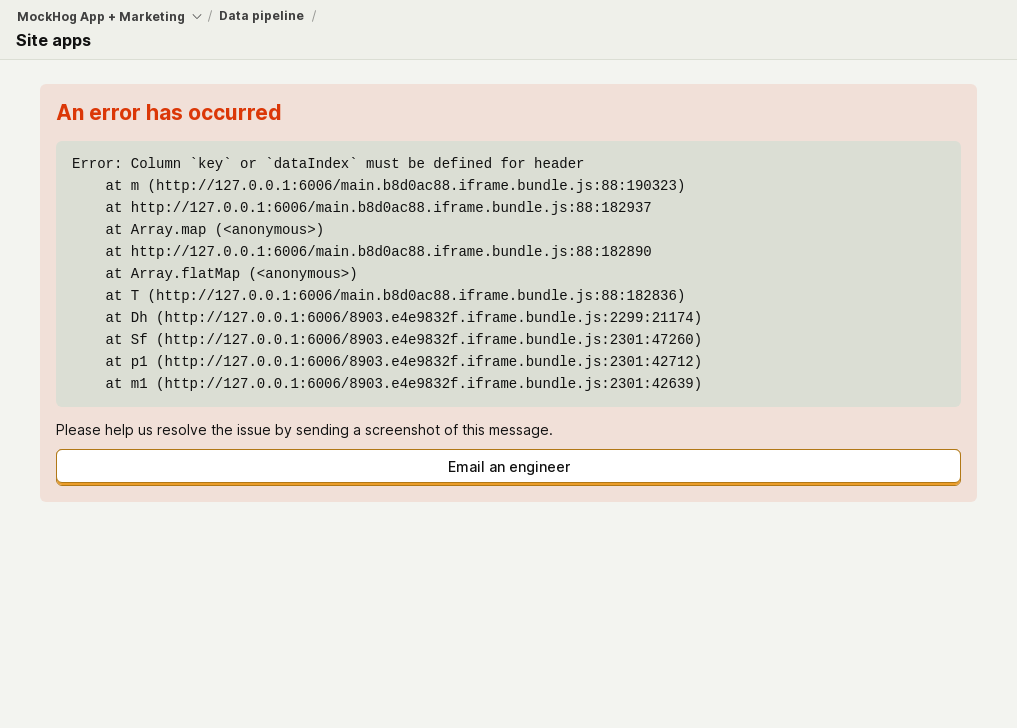 MockHog App + Marketing / Data pipeline /
Site apps
An error has occurred
Error: Column `key` or `dataIndex` must be defined for header
    at m (http://127.0.0.1:6006/main.b8d0ac88.iframe.bundle.js:88:190323)
    at http://127.0.0.1:6006/main.b8d0ac88.iframe.bundle.js:88:182937
    at Array.map (<anonymous>)
    at http://127.0.0.1:6006/main.b8d0ac88.iframe.bundle.js:88:182890
    at Array.flatMap (<anonymous>)
    at T (http://127.0.0.1:6006/main.b8d0ac88.iframe.bundle.js:88:182836)
    at Dh (http://127.0.0.1:6006/8903.e4e9832f.iframe.bundle.js:2299:21174)
    at Sf (http://127.0.0.1:6006/8903.e4e9832f.iframe.bundle.js:2301:47260)
    at p1 (http://127.0.0.1:6006/8903.e4e9832f.iframe.bundle.js:2301:42712)
    at m1 (http://127.0.0.1:6006/8903.e4e9832f.iframe.bundle.js:2301:42639)
Please help us resolve the issue by sending a screenshot of this message.
Email an engineer